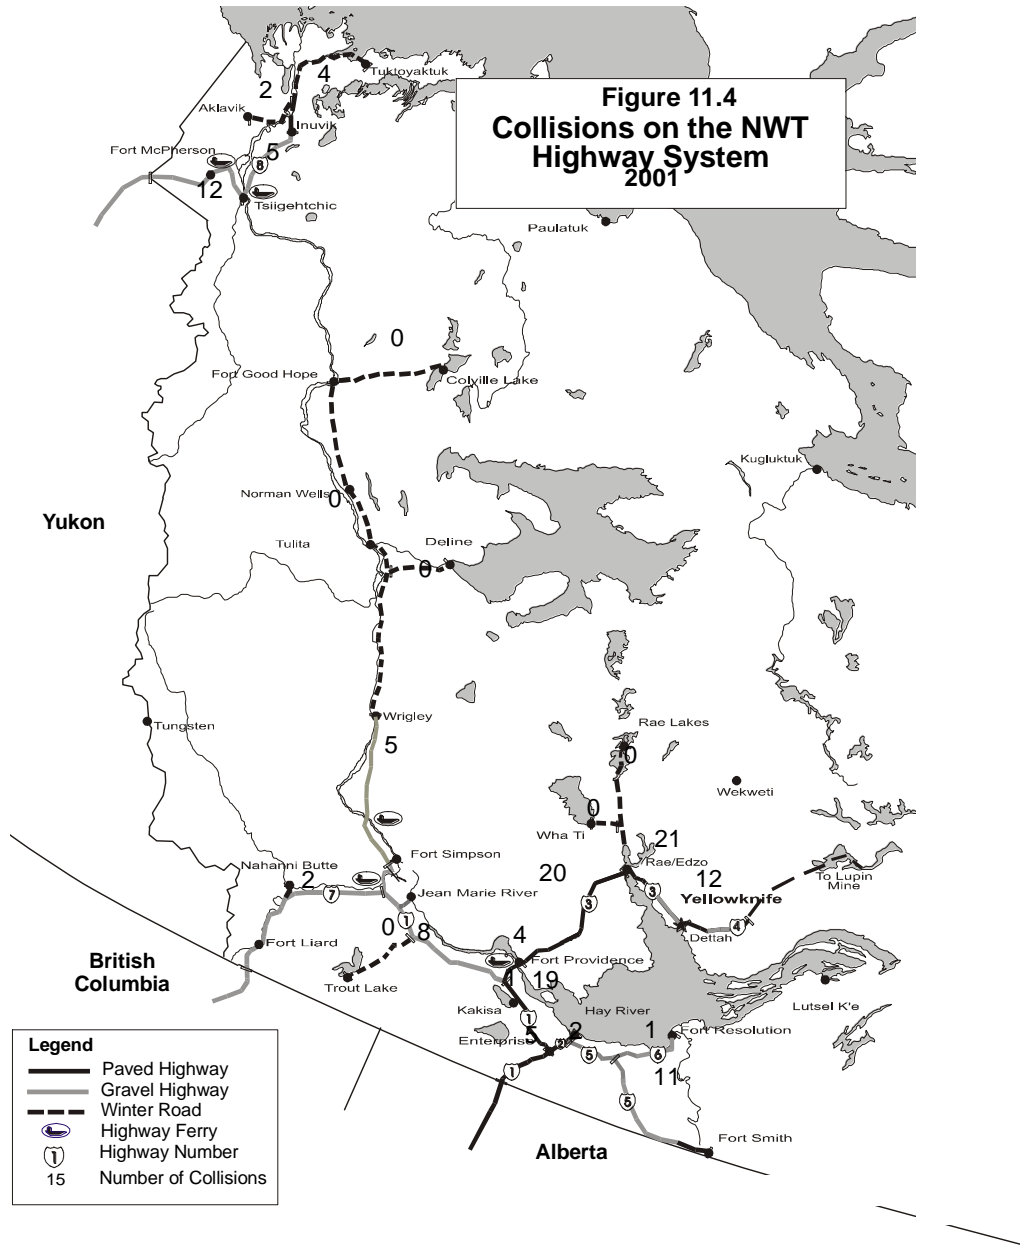 Figure 11.4
Collisions on the NWT
Highway System
2001
4
Tuktoyaktuk
2
Aklavik
Inuvik
Fort McPherson
5
8
12
Tsiigehtchic
Paulatuk
0
Fort Good Hope
Colville Lake
Kugluktuk
Norman Wells
0
Yukon
Tulita
Deline
0
Wrigley
Tungsten
5
Rae Lakes
0
Wekweti
0
Wha Ti
21
Fort Simpson
Rae/Edzo
Nahanni Butte
2
20
12
To Lupin
Mine
7
Jean Marie River
3
3
Yellowknife
0
1
8
4
Dettah
4
Fort Liard
British
Columbia
Fort Providence
Trout Lake
19
Lutsel K'e
Kakisa
Hay River
1
Enterprise
2
2
1
Fort Resolution
5
6
1
11
5
Fort Smith
Alberta
Legend
Paved Highway
Gravel Highway
Winter Road
Highway Ferry
1
Highway Number
15
Number of Collisions